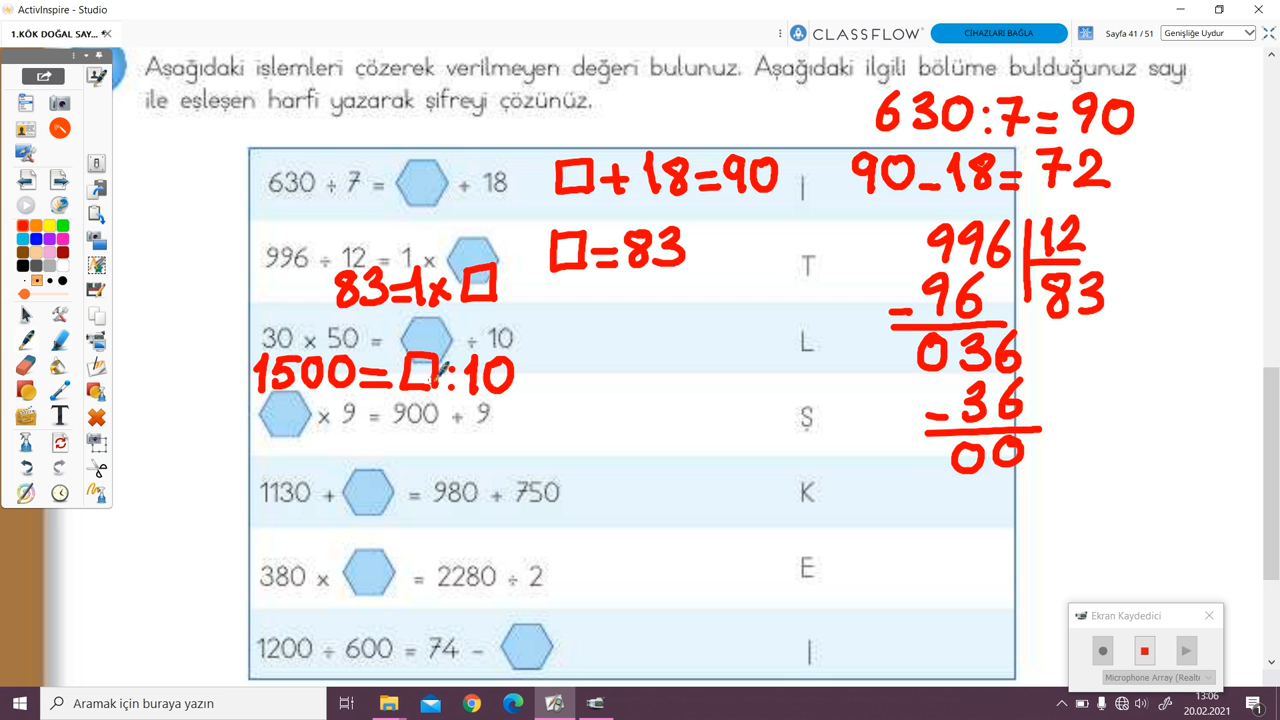 ActivInspire - Studio
1.KÖK DOĞAL SAY...
CLASSFLOW
CİHAZLARI BAĞLA
Sayfa 41 / 51
Genişliğe Uydur
Aşağıdaki işlemleri çözerek verilmeyen değeri bulunuz. Aşağıdaki ilgili bölüme bulduğunuz sayı
ile eşleşen harfi yazarak şifreyi çözünüz.
630:7=90
630 ÷ 7 = + 18
□+18=90
İ
90-18=72
996 ÷ 12 = 1 x
□=83
T
83=1x□
996 12
-96 83
036
-36
00
30 x 50 = ÷ 10
L
1500=□:10
x 9 = 900 + 9
Ş
1130 + = 980 + 750
K
380 x = 2280 ÷ 2
E
1200 ÷ 600 = 74 -
İ
Ekran Kaydedici
Microphone Array (Realte
Aramak için buraya yazın
13:06
20.02.2021